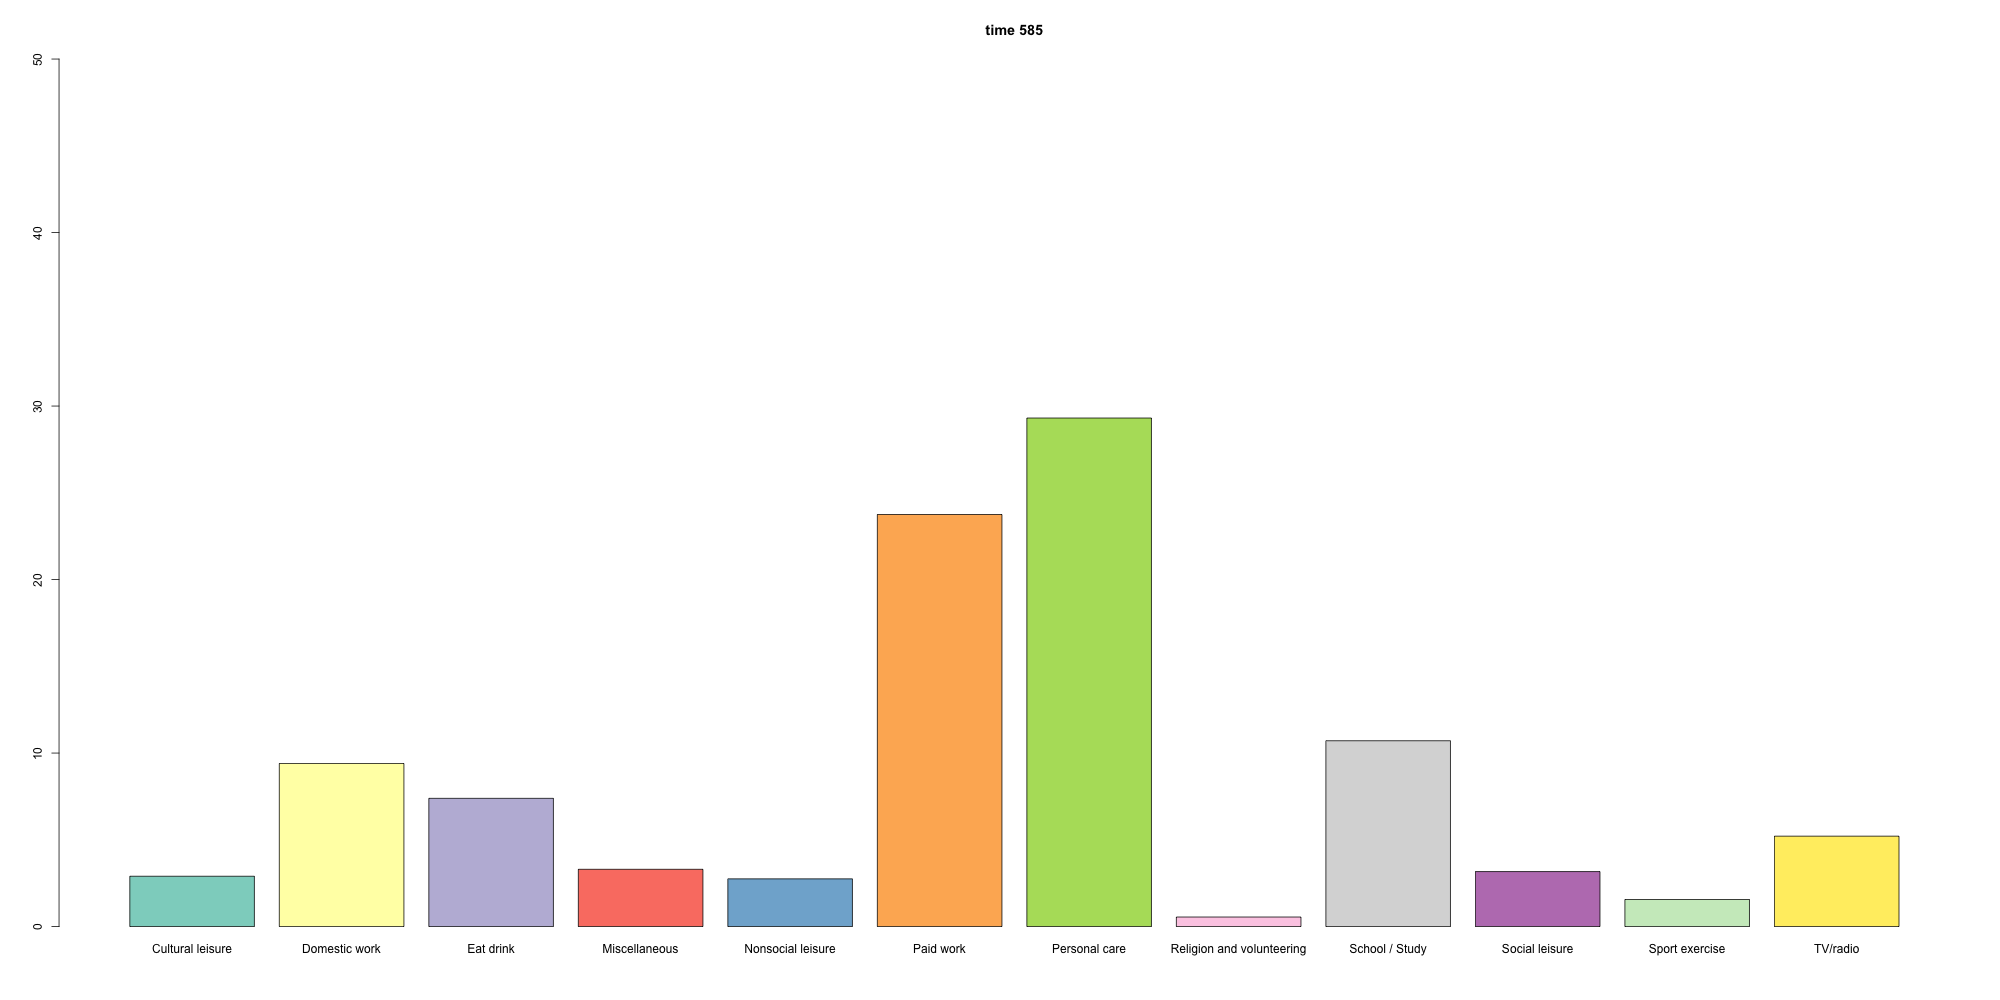 time 585
50
40
30
20
10
0
Cultural leisure
Domestic work
Eat drink
Miscellaneous
Nonsocial leisure
Paid work
Personal care
Religion and volunteering
School / Study
Social leisure
Sport exercise
TV/radio